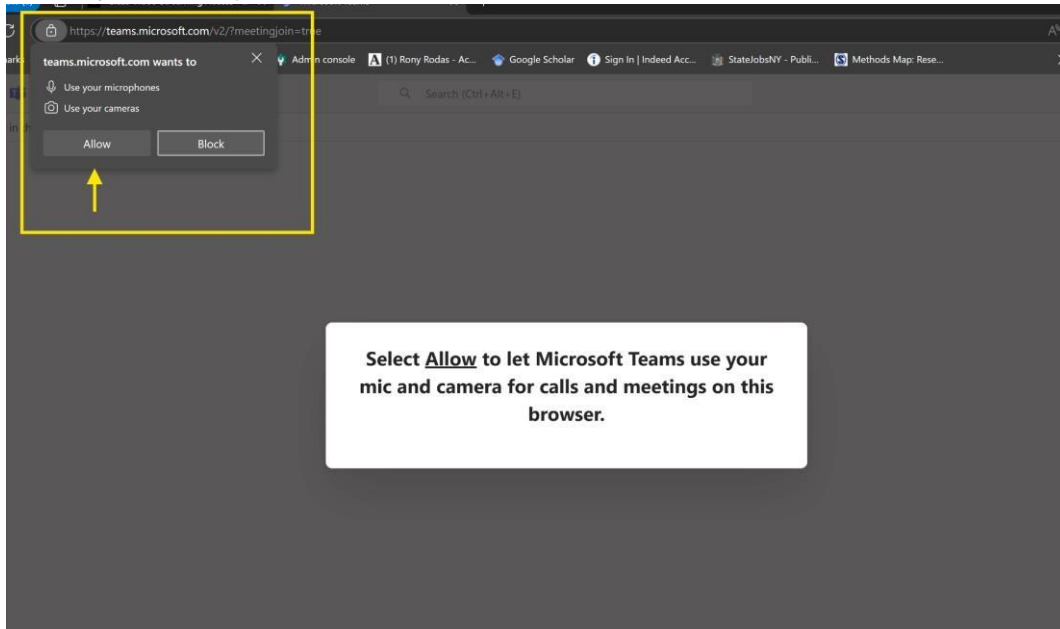 https://teams.microsoft.com/v2/?meetingjoin=true
Admin console (1) Rony Rodas - Ac... Google Scholar Sign In | Indeed Acc... StateJobsNY - Publi... Methods Map: Rese...
teams.microsoft.com wants to
Use your microphones
Use your cameras
Allow Block
Search (Ctrl+Alt+E)
Select Allow to let Microsoft Teams use your
mic and camera for calls and meetings on this
browser.